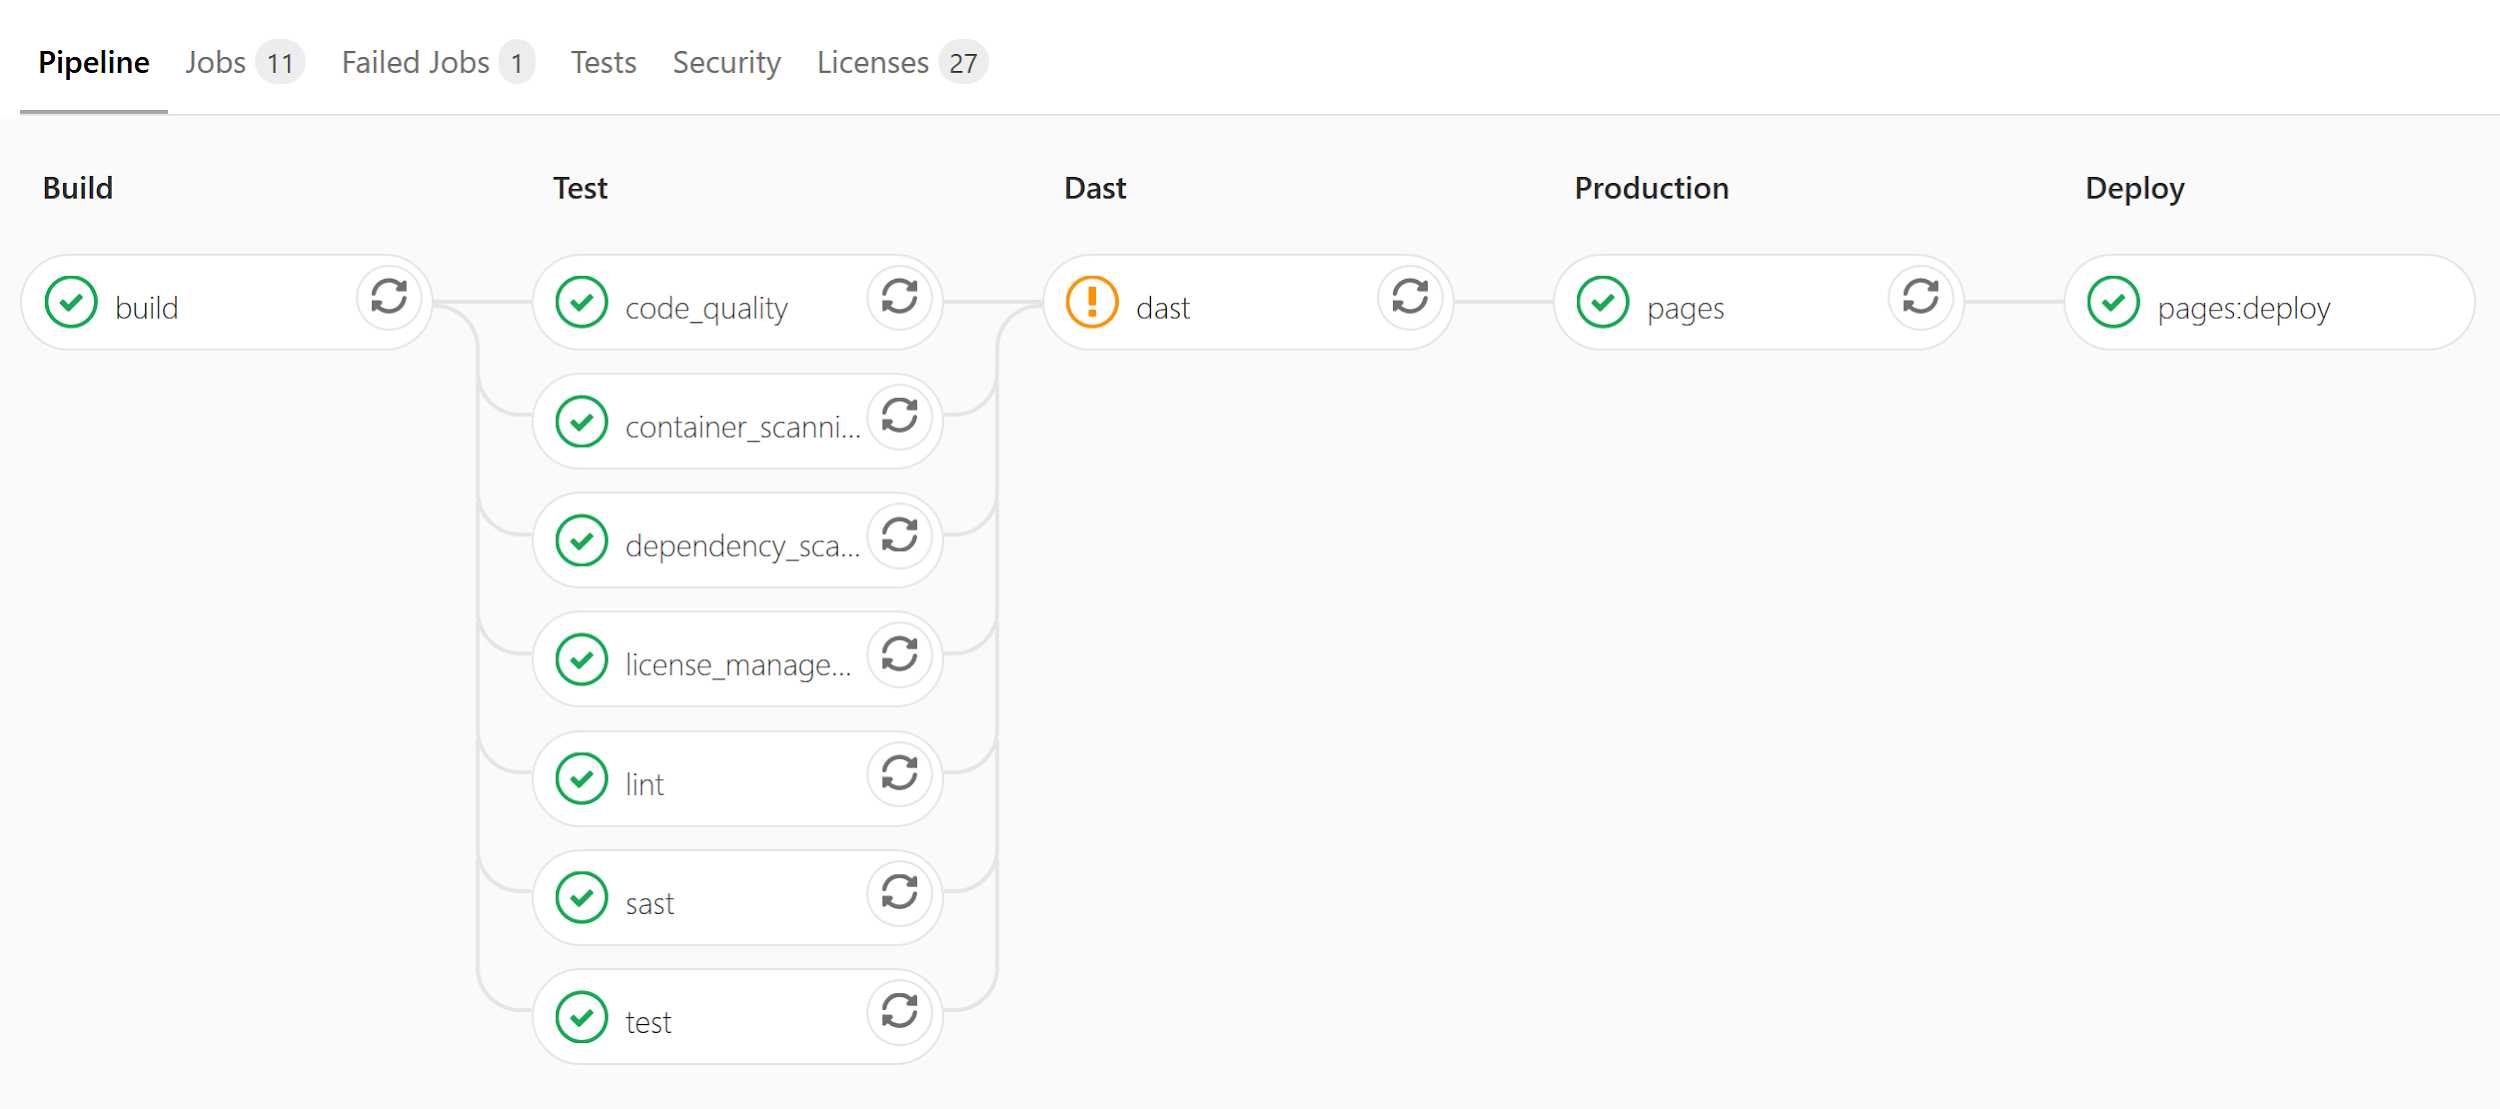 Pipeline Jobs 11 Failed Jobs 1 Tests Security Licenses 27
Build Test Dast Production Deploy
build code_quality dast pages pages:deploy
container_scanni...
dependency_sca...
license_manage...
lint
sast
test